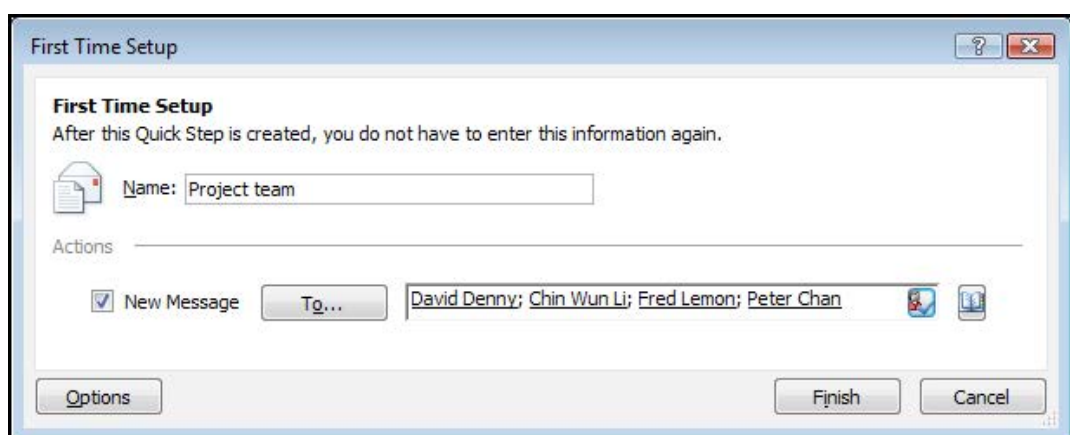 First Time Setup
First Time Setup
After this Quick Step is created, you do not have to enter this information again.
Name: Project team
Actions
New Message To... David Denny; Chin Wun Li; Fred Lemon; Peter Chan
Options Finish Cancel